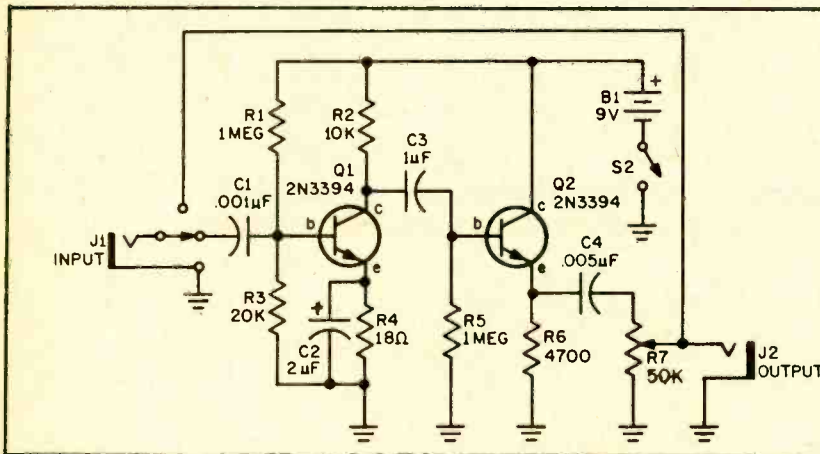 R1
1MEG
R2
10K
C3
1µF
B1
9V
+
S2
Q1
2N3394
Q2
2N3394
C1
.001µF
c
b
e
c
b
e
J1
INPUT
R3
20K
+
C2
2µF
R4
18Ω
R5
1MEG
C4
.005µF
R6
4700
R7
50K
J2
OUTPUT